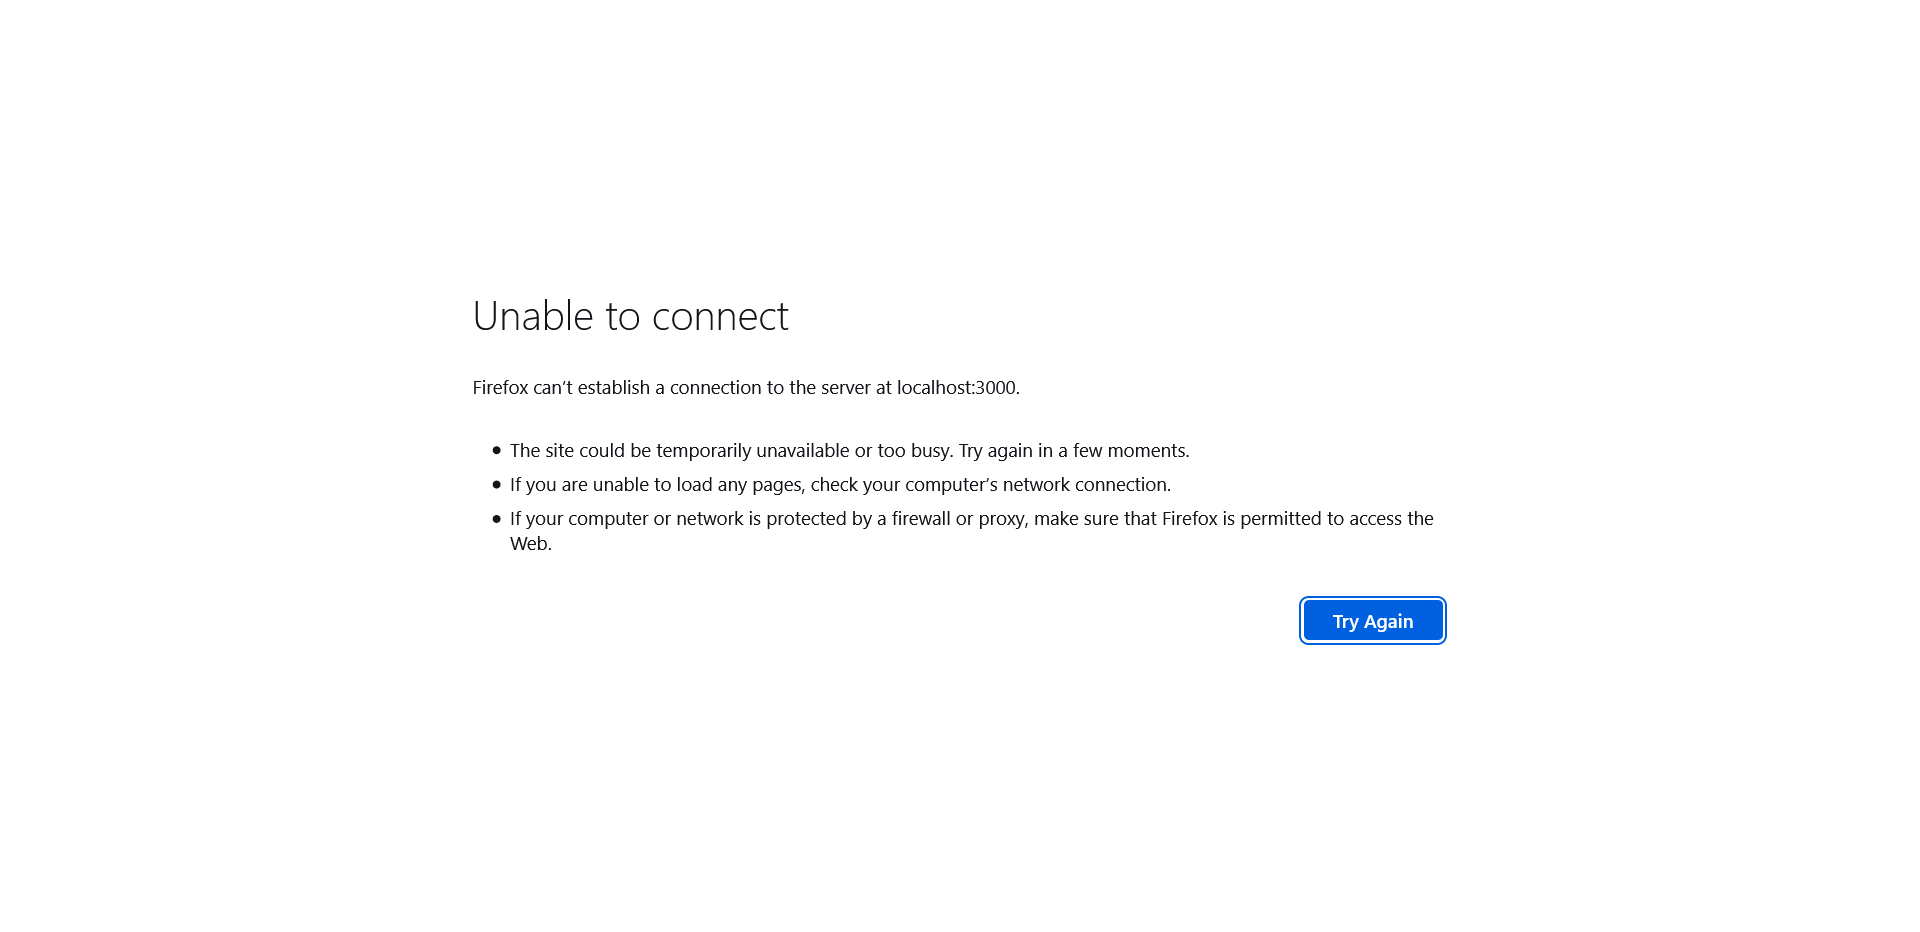 Unable to connect
Firefox can’t establish a connection to the server at localhost:3000.
• The site could be temporarily unavailable or too busy. Try again in a few moments.
• If you are unable to load any pages, check your computer’s network connection.
• If your computer or network is protected by a firewall or proxy, make sure that Firefox is permitted to access the
Web.
Try Again